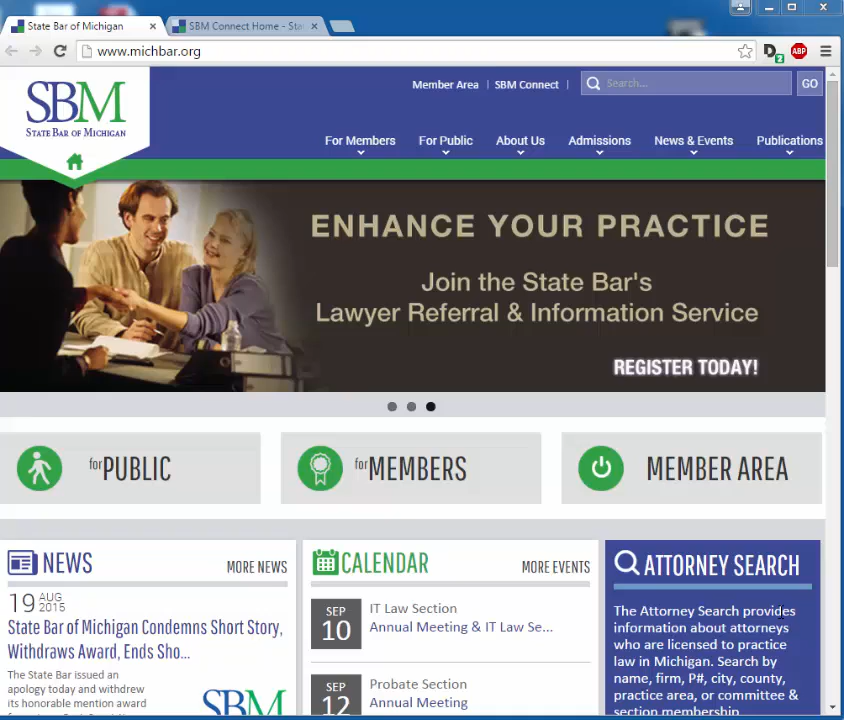 State Bar of Michigan
SBM Connect Home - Sta
www.michbar.org
D 2
ABP
SBM
STATE BAR OF MICHIGAN
Member Area | SBM Connect |
Search...
GO
For Members
For Public
About Us
Admissions
News & Events
Publications
ENHANCE YOUR PRACTICE
Join the State Bar's
Lawyer Referral & Information Service
REGISTER TODAY!
for PUBLIC
for MEMBERS
MEMBER AREA
NEWS
MORE NEWS
19 AUG 2015
State Bar of Michigan Condemns Short Story,
Withdraws Award, Ends Sho...
The State Bar issued an
apology today and withdrew
its honorable mention award
SBM
CALENDAR
MORE EVENTS
SEP 10
IT Law Section
Annual Meeting & IT Law Se...
SEP 12
Probate Section
Annual Meeting
ATTORNEY SEARCH
The Attorney Search provides
information about attorneys
who are licensed to practice
law in Michigan. Search by
name, firm, P#, city, county,
practice area, or committee &
section membership.